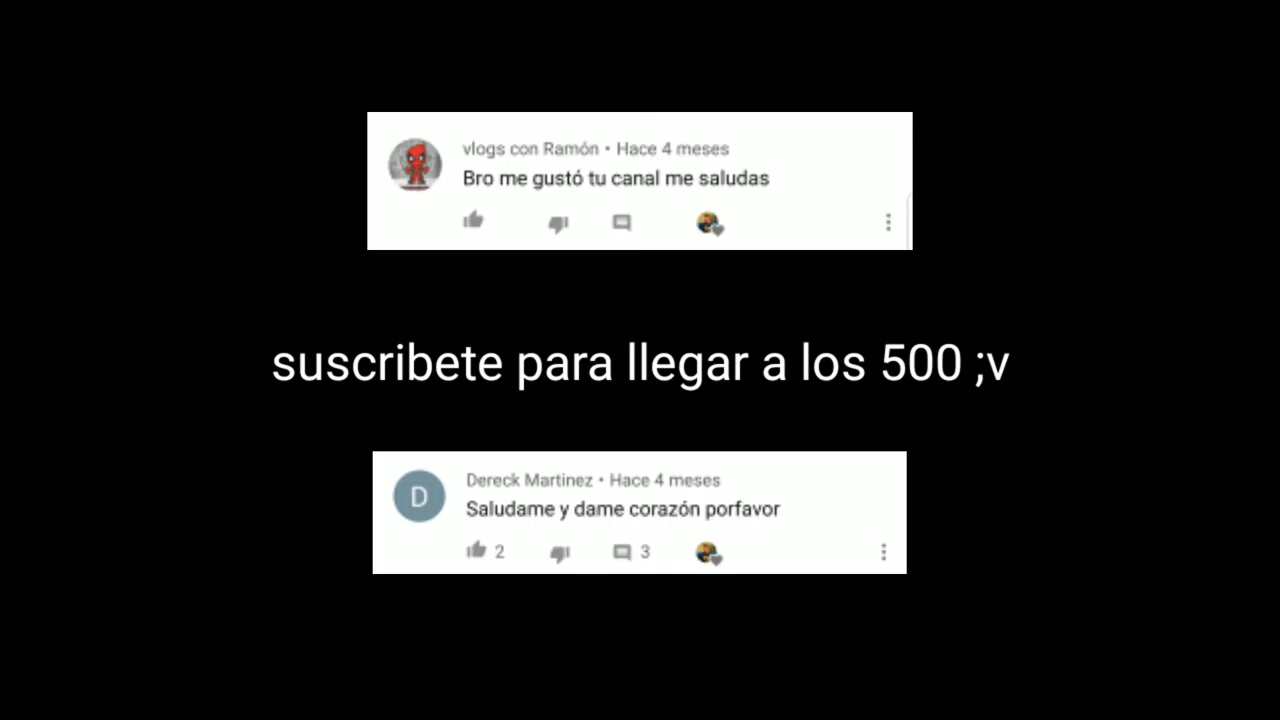 vlogs con Ramón • Hace 4 meses
Bro me gustó tu canal me saludas
suscribete para llegar a los 500 ;v
D
Dereck Martinez • Hace 4 meses
Saludame y dame corazón porfavor
2 3